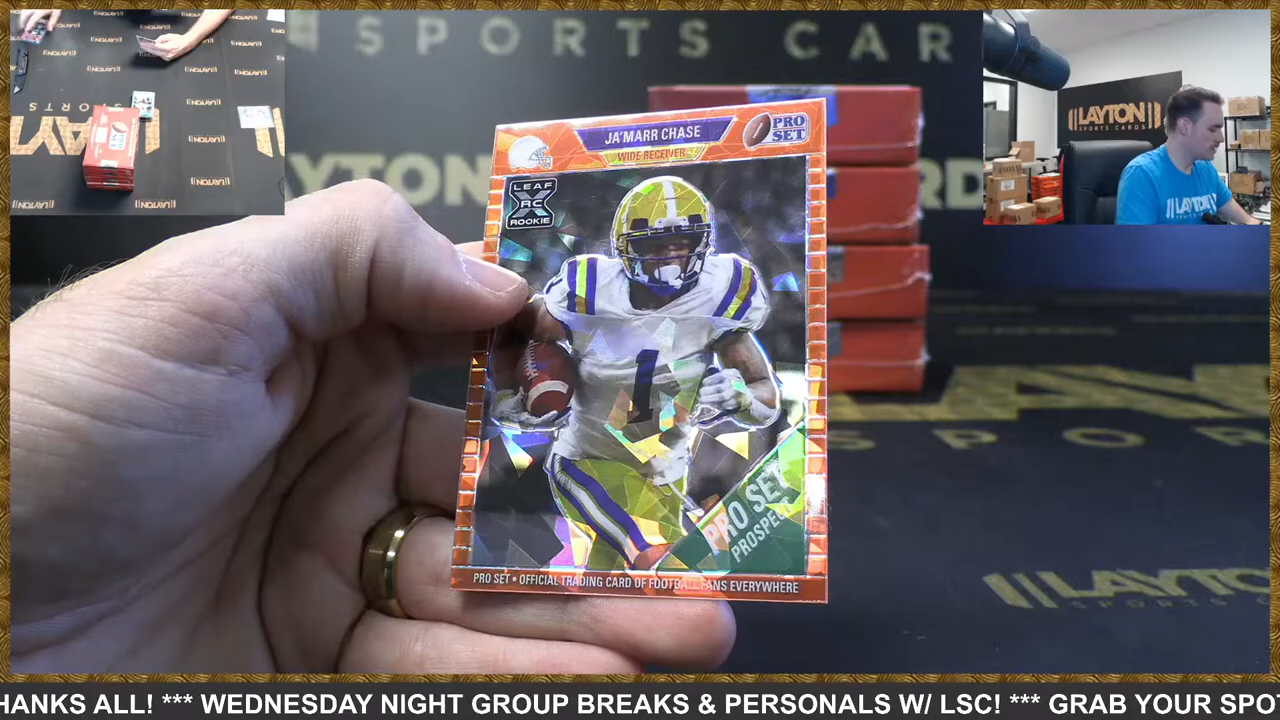 SPORTS CAR
JA'MARR CHASE
WIDE RECEIVER
PRO SET
LEAF
RC
ROOKIE
1
PRO SET
PROSPECT
PRO SET • OFFICIAL TRADING CARD OF FOOTBALL FANS EVERYWHERE
LAYTON
SPORTS CARDS
LAYTON
LAYTON
HANKS ALL! *** WEDNESDAY NIGHT GROUP BREAKS & PERSONALS W/ LSC! *** GRAB YOUR SPO